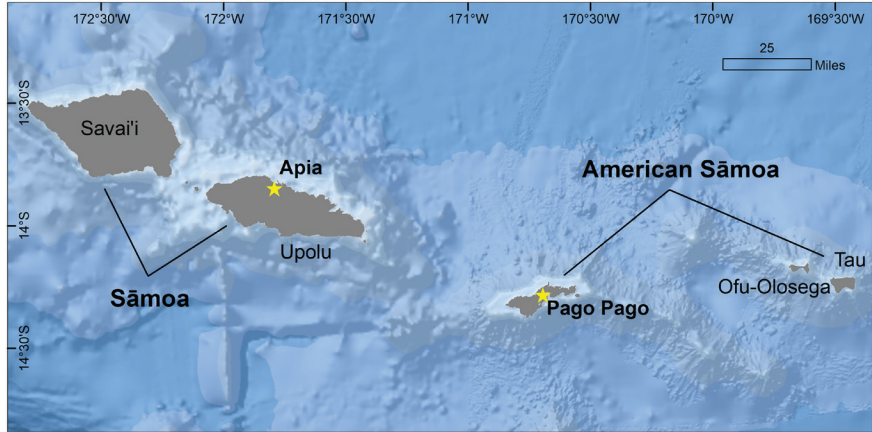 172°30'W
172°W
171°30'W
171°W
170°30'W
170°W
169°30'W
25
Miles
13°30'S
Savai'i
Apia
American Sāmoa
14°S
Upolu
Tau
Ofu-Olosega
Sāmoa
Pago Pago
14°30'S